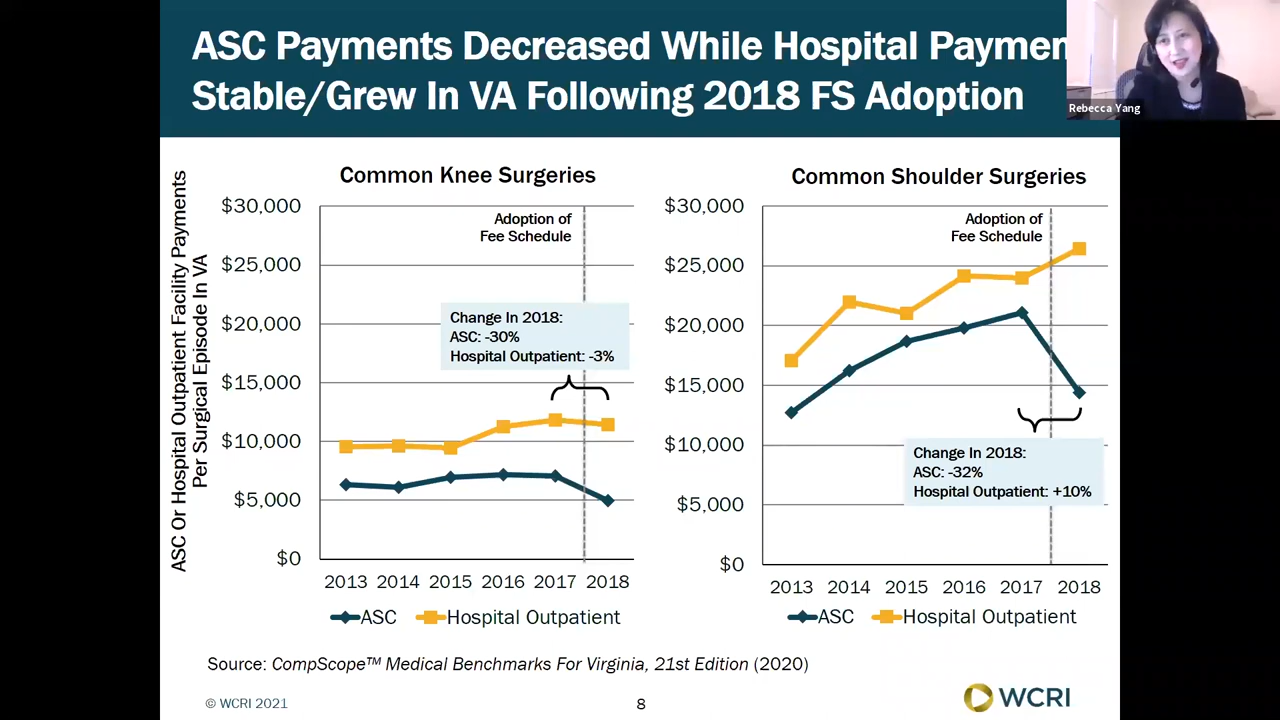 ASC Payments Decreased While Hospital
Stable/Grew In VA Following 2018 FS Adoption
Rebecca Yang
ASC Or Hospital Outpatient Facility Payments
Per Surgical Episode In VA
Common Knee Surgeries
$30,000
$25,000
$20,000
$15,000
$10,000
$5,000
$0
Adoption of
Fee Schedule
Change In 2018:
ASC: -30%
Hospital Outpatient: -3%
2013 2014 2015 2016 2017 2018
ASC Hospital Outpatient
Common Shoulder Surgeries
$30,000
$25,000
$20,000
$15,000
$10,000
$5,000
$0
Adoption of
Fee Schedule
Change In 2018:
ASC: -32%
Hospital Outpatient: +10%
2013 2014 2015 2016 2017 2018
ASC Hospital Outpatient
Source: CompScope™ Medical Benchmarks For Virginia, 21st Edition (2020)
© WCRI 2021
8
WCRI